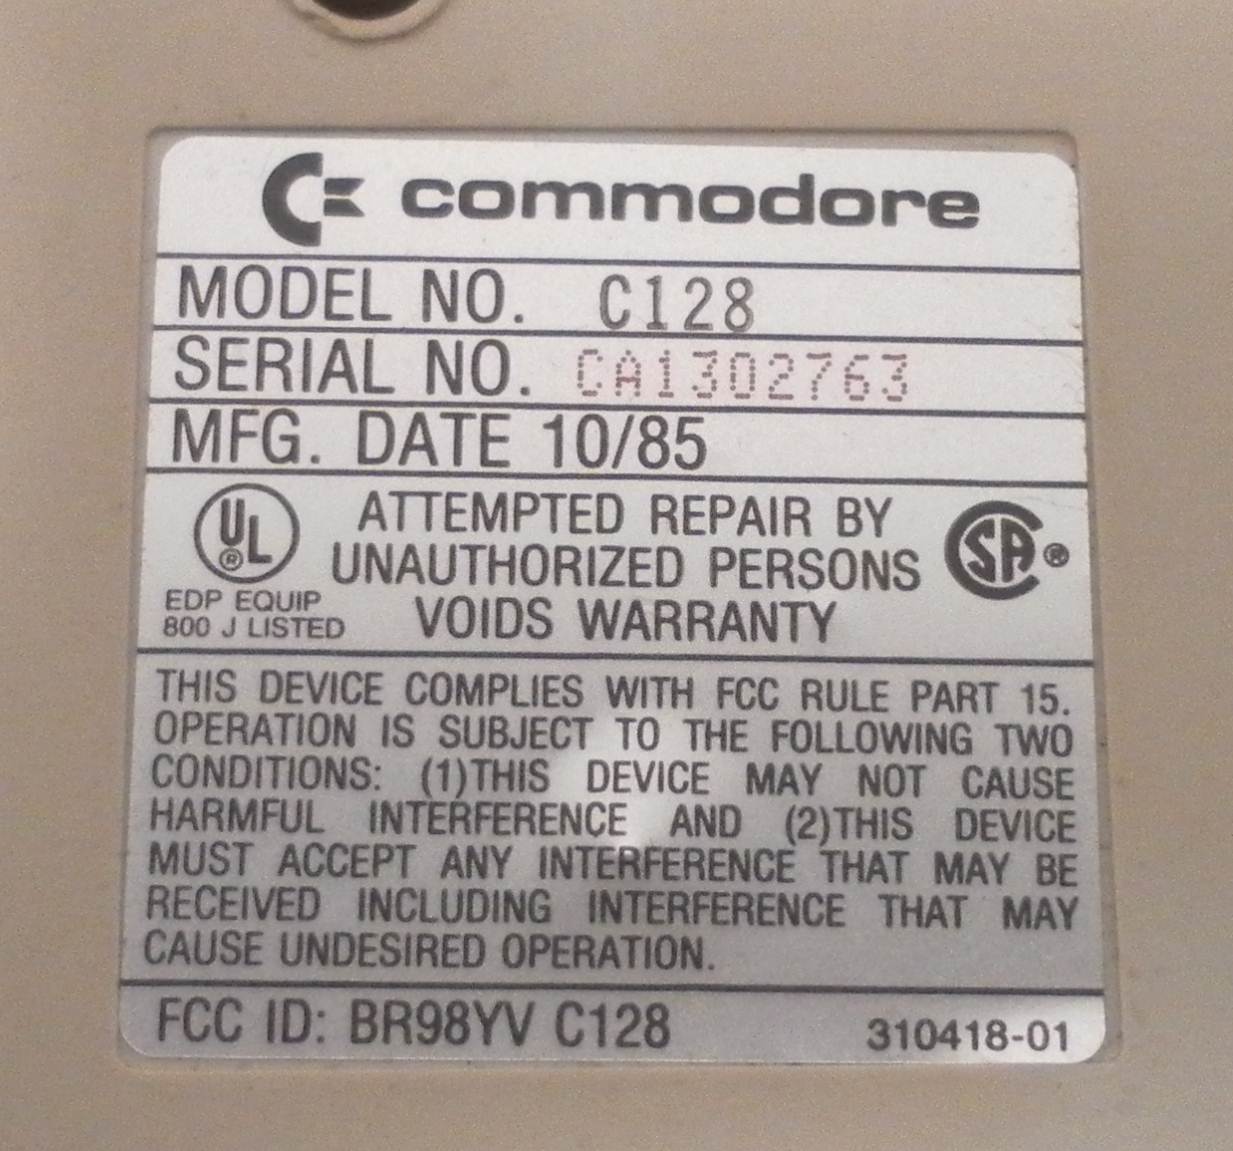 commodore
MODEL NO. C128
SERIAL NO. CA1302763
MFG. DATE 10/85
UL ®
EDP EQUIP
800 J LISTED
ATTEMPTED REPAIR BY
UNAUTHORIZED PERSONS
VOIDS WARRANTY
SA ®
THIS DEVICE COMPLIES WITH FCC RULE PART 15.
OPERATION IS SUBJECT TO THE FOLLOWING TWO
CONDITIONS: (1)THIS DEVICE MAY NOT CAUSE
HARMFUL INTERFERENCE AND (2)THIS DEVICE
MUST ACCEPT ANY INTERFERENCE THAT MAY BE
RECEIVED INCLUDING INTERFERENCE THAT MAY
CAUSE UNDESIRED OPERATION.
FCC ID: BR98YV C128 310418-01